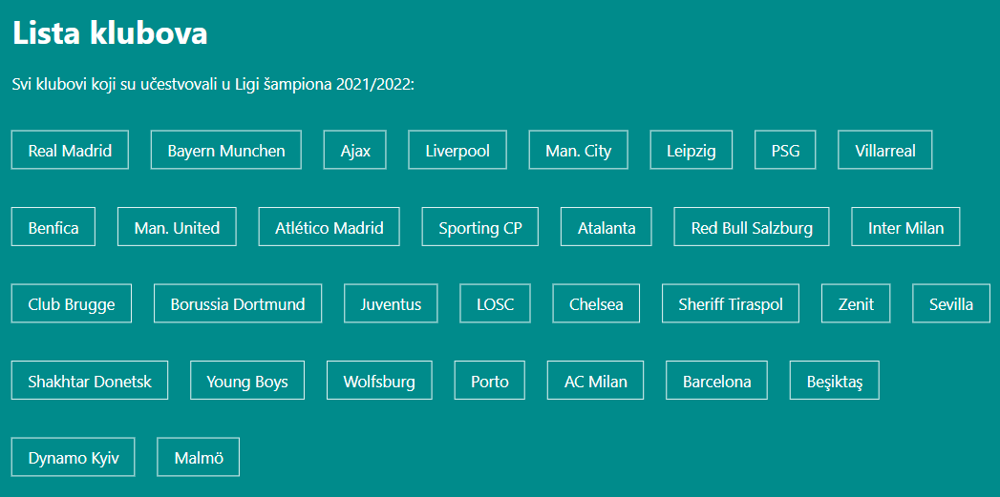 Lista klubova
Svi klubovi koji su učestvovali u Ligi šampiona 2021/2022:
Real Madrid Bayern Munchen Ajax Liverpool Man. City Leipzig PSG Villarreal
Benfica Man. United Atlético Madrid Sporting CP Atalanta Red Bull Salzburg Inter Milan
Club Brugge Borussia Dortmund Juventus LOSC Chelsea Sheriff Tiraspol Zenit Sevilla
Shakhtar Donetsk Young Boys Wolfsburg Porto AC Milan Barcelona Beşiktaş
Dynamo Kyiv Malmö